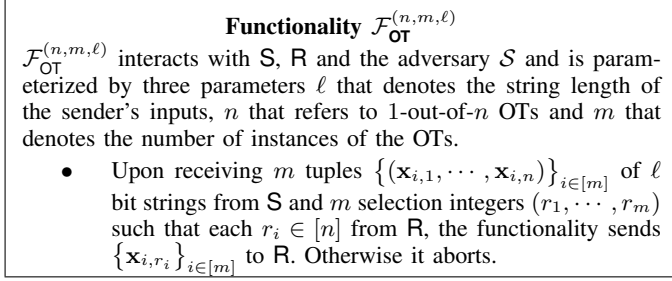 Functionality $\mathcal{F}_{\mathbf{OT}}^{(n,m,\ell)}$
$\mathcal{F}_{\mathsf{OT}}^{(n,m,\ell)}$ interacts with S, R and the adversary $\mathcal{S}$ and is param-
eterized by three parameters $\ell$ that denotes the string length
of the sender's inputs, $n$ that refers to 1-out-of-$n$ OTs and $m$ that
denotes the number of instances of the OTs.
• Upon receiving $m$ tuples $\{(\mathbf{x}_{i,1}, \cdots, \mathbf{x}_{i,n})\}_{i \in [m]}$ of $\ell$
bit strings from S and $m$ selection integers $(r_1, \cdots, r_m)$
such that each $r_i \in [n]$ from R, the functionality sends
$\{\mathbf{x}_{i,r_i}\}_{i \in [m]}$ to R. Otherwise it aborts.